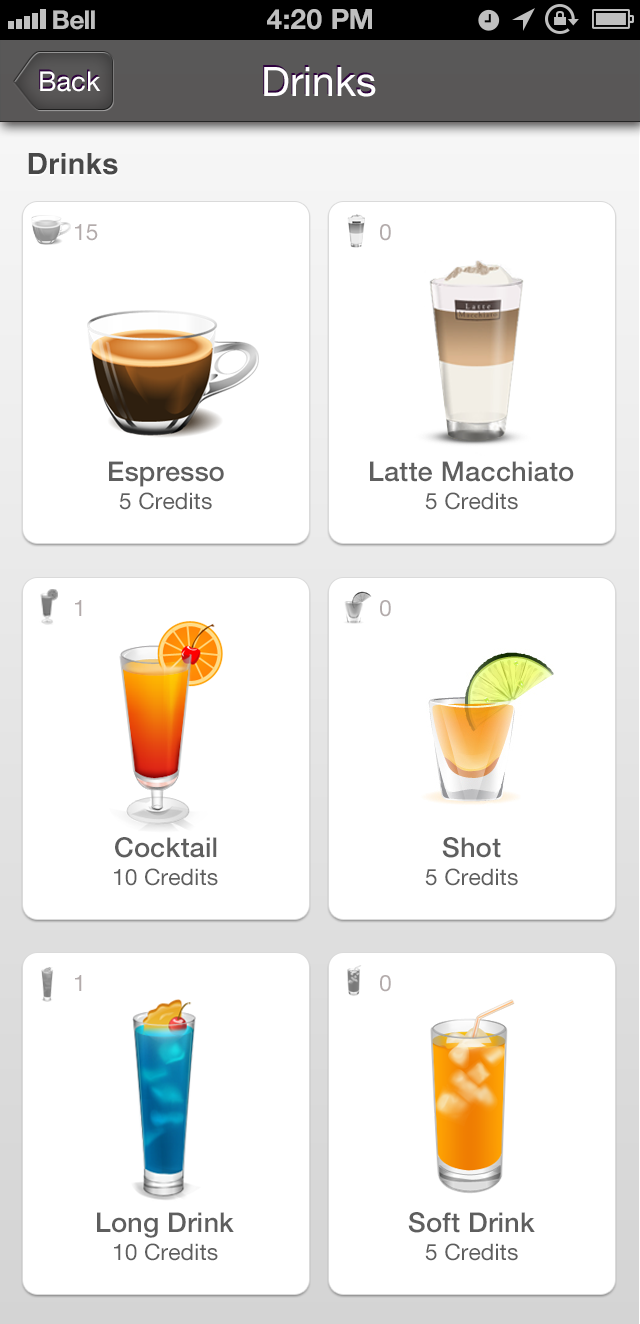 Bell 4:20 PM
Back Drinks
Drinks
15
0
Latte
Macchiato
Espresso
Latte Macchiato
5 Credits
5 Credits
1
0
Cocktail
Shot
10 Credits
5 Credits
1
0
Long Drink
Soft Drink
10 Credits
5 Credits